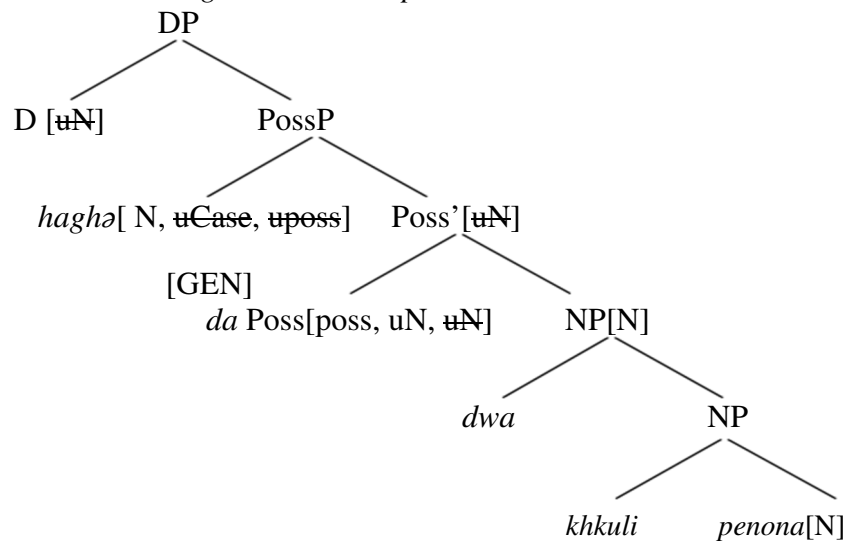 DP
D [uN] PossP
haghə[ N, uCase, uposs] Poss’[uN]
[GEN]
da Poss[poss, uN, uN] NP[N]
dwa NP
khkuli penona[N]